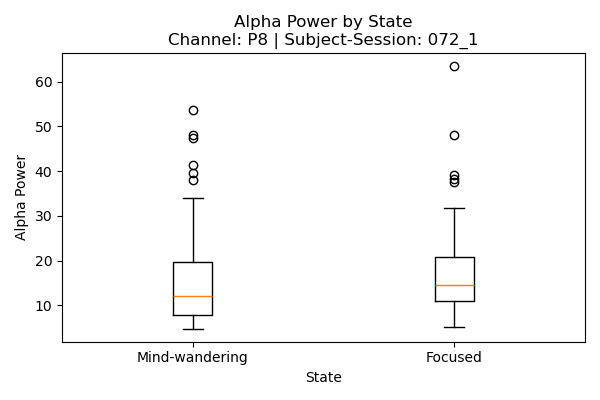 Alpha Power by State
Channel: P8 | Subject-Session: 072_1
Alpha Power
60
50
40
30
20
10
Mind-wandering
Focused
State